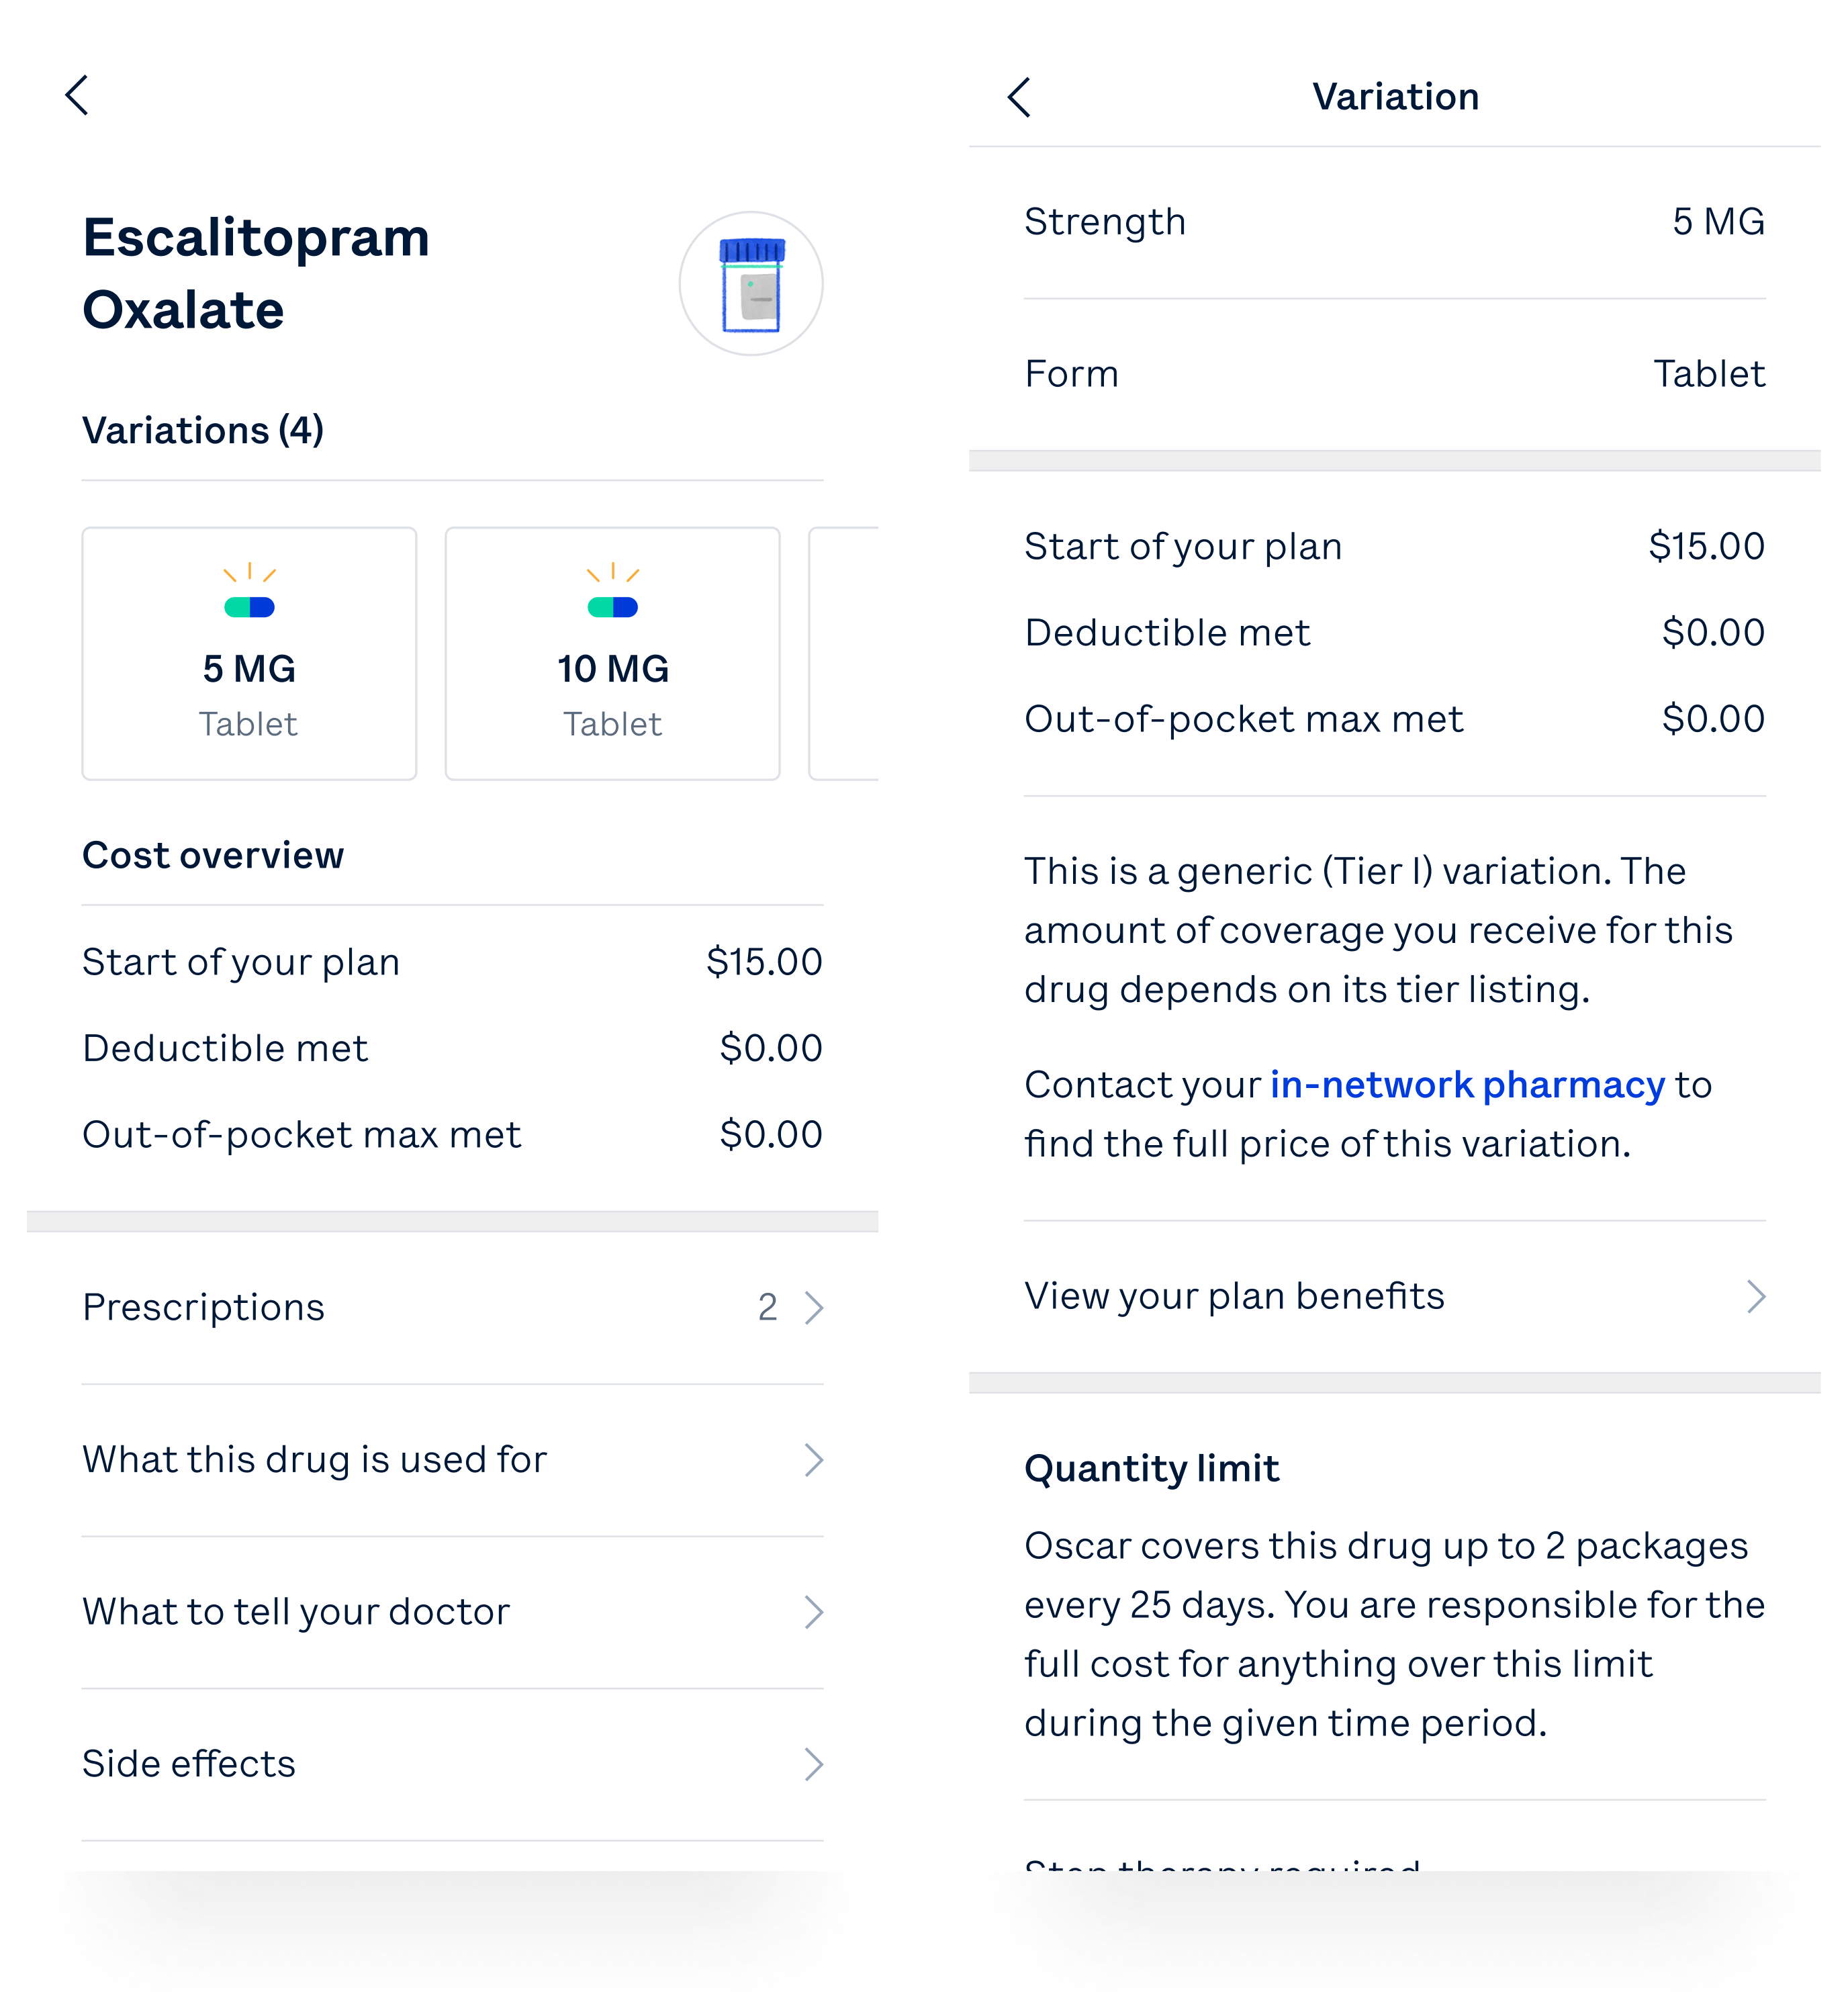 Escalitopram
Oxalate
Variations (4)
5 MG
Tablet
10 MG
Tablet
Cost overview
Start of your plan $15.00
Deductible met $0.00
Out-of-pocket max met $0.00
Prescriptions 2
What this drug is used for
What to tell your doctor
Side effects
Variation
Strength 5 MG
Form Tablet
Start of your plan $15.00
Deductible met $0.00
Out-of-pocket max met $0.00
This is a generic (Tier I) variation. The
amount of coverage you receive for this
drug depends on its tier listing.
Contact your in-network pharmacy to
find the full price of this variation.
View your plan benefits
Quantity limit
Oscar covers this drug up to 2 packages
every 25 days. You are responsible for the
full cost for anything over this limit
during the given time period.
Step therapy required